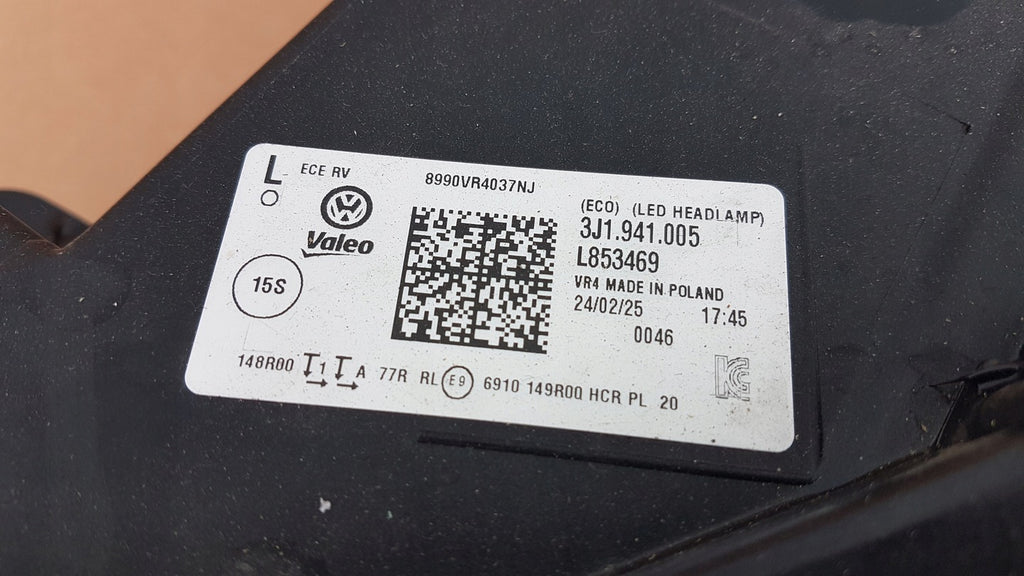 L ECE RV
8990VR4037NJ
Valeo
15S
(ECO) (LED HEADLAMP)
3J1.941.005
L853469
VR4 MADE IN POLAND
24/02/25 17:45
0046
148R00 1 A 77R RL E9 6910 149R00 HCR PL 20